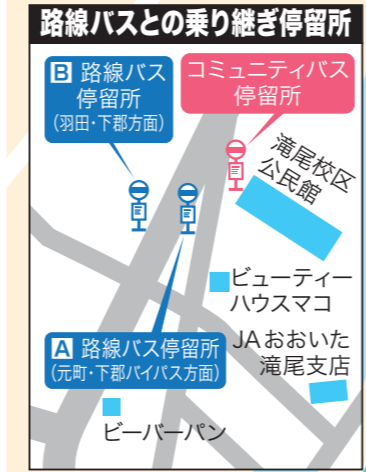 路線バスとの乗り継ぎ停留所
B 路線バス
停留所
(羽田・下郡方面)
コミュニティバス
停留所
滝尾校区
公民館
ビューティー
ハウスマコ
A 路線バス停留所
(元町・下郡バイパス方面)
JAおおいた
滝尾支店
ビーバーパン